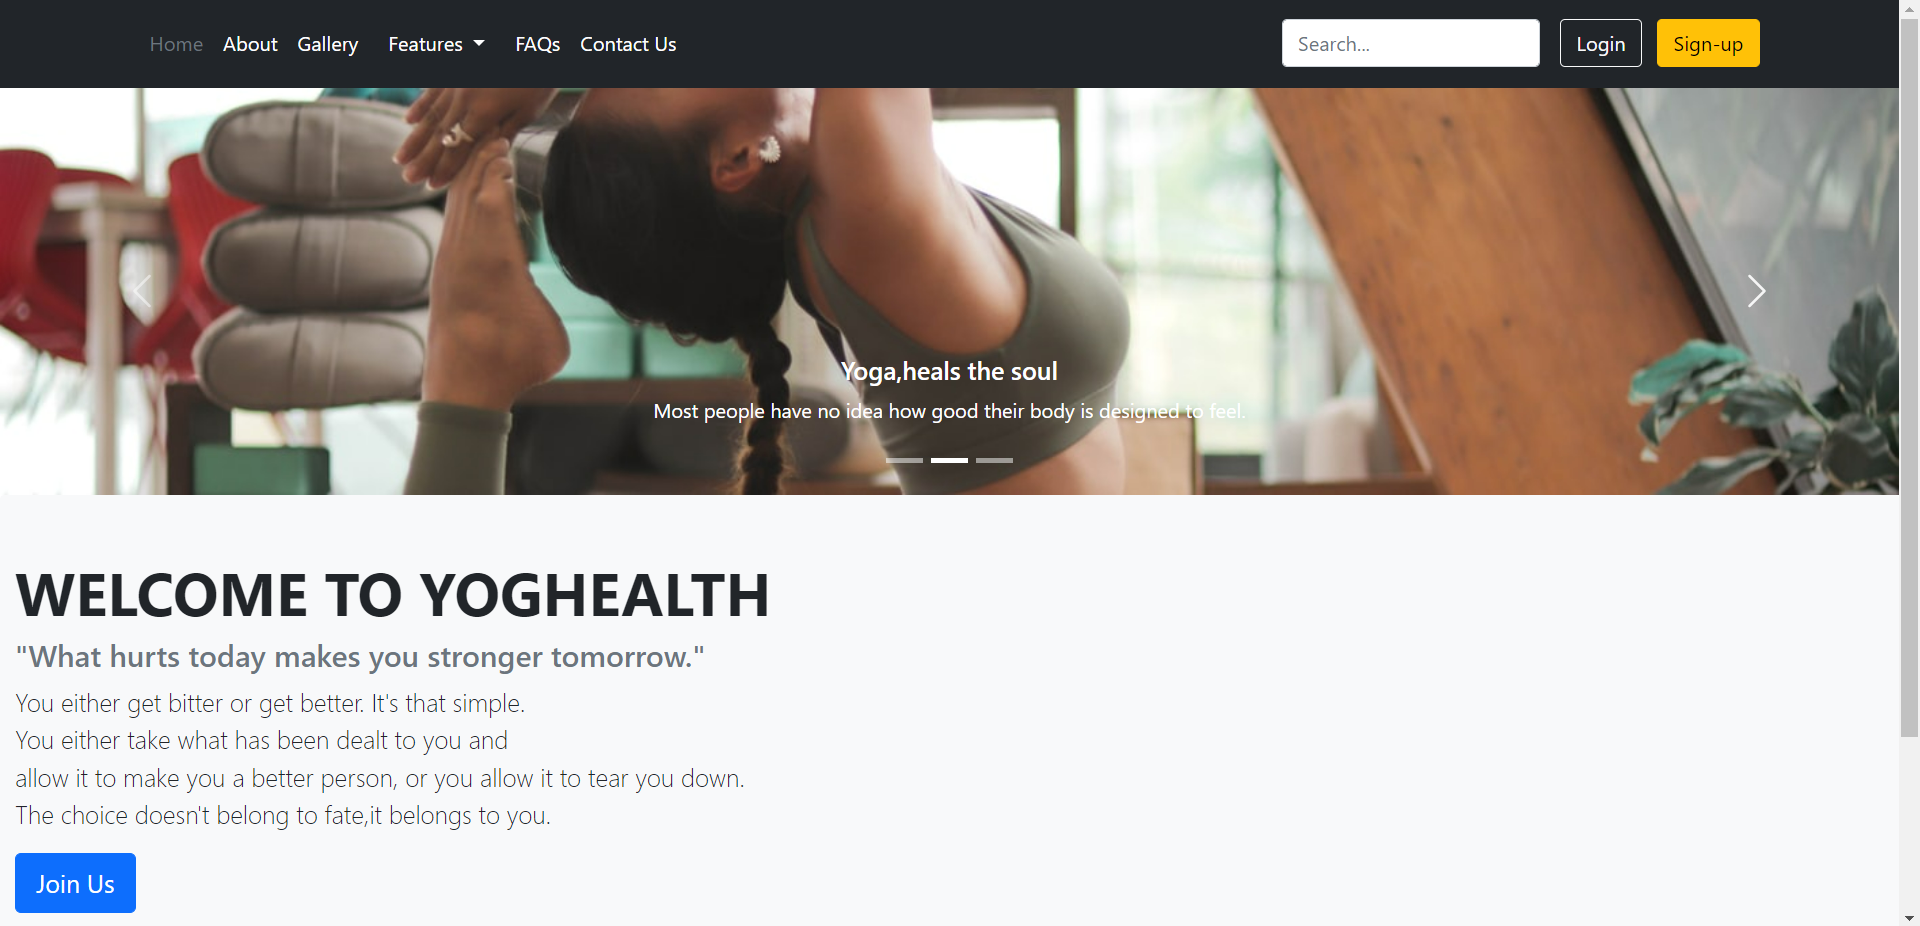 Home About Gallery Features FAQs Contact Us Search... Login Sign-up
Yoga,heals the soul
Most people have no idea how good their body is designed to feel.
WELCOME TO YOGHEALTH
"What hurts today makes you stronger tomorrow."
You either get bitter or get better. It's that simple.
You either take what has been dealt to you and
allow it to make you a better person, or you allow it to tear you down.
The choice doesn't belong to fate,it belongs to you.
Join Us